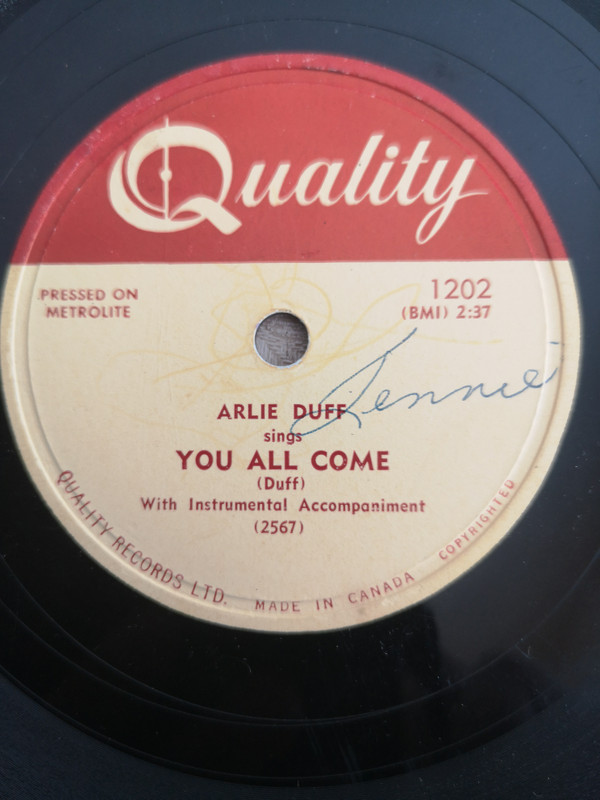 Quality
PRESSED ON
METROLITE
1202
(BMI) 2:37
Lennie
ARLIE DUFF
sings
YOU ALL COME
(Duff)
With Instrumental Accompaniment
(2567)
QUALITY RECORDS LTD. MADE IN CANADA COPYRIGHTED